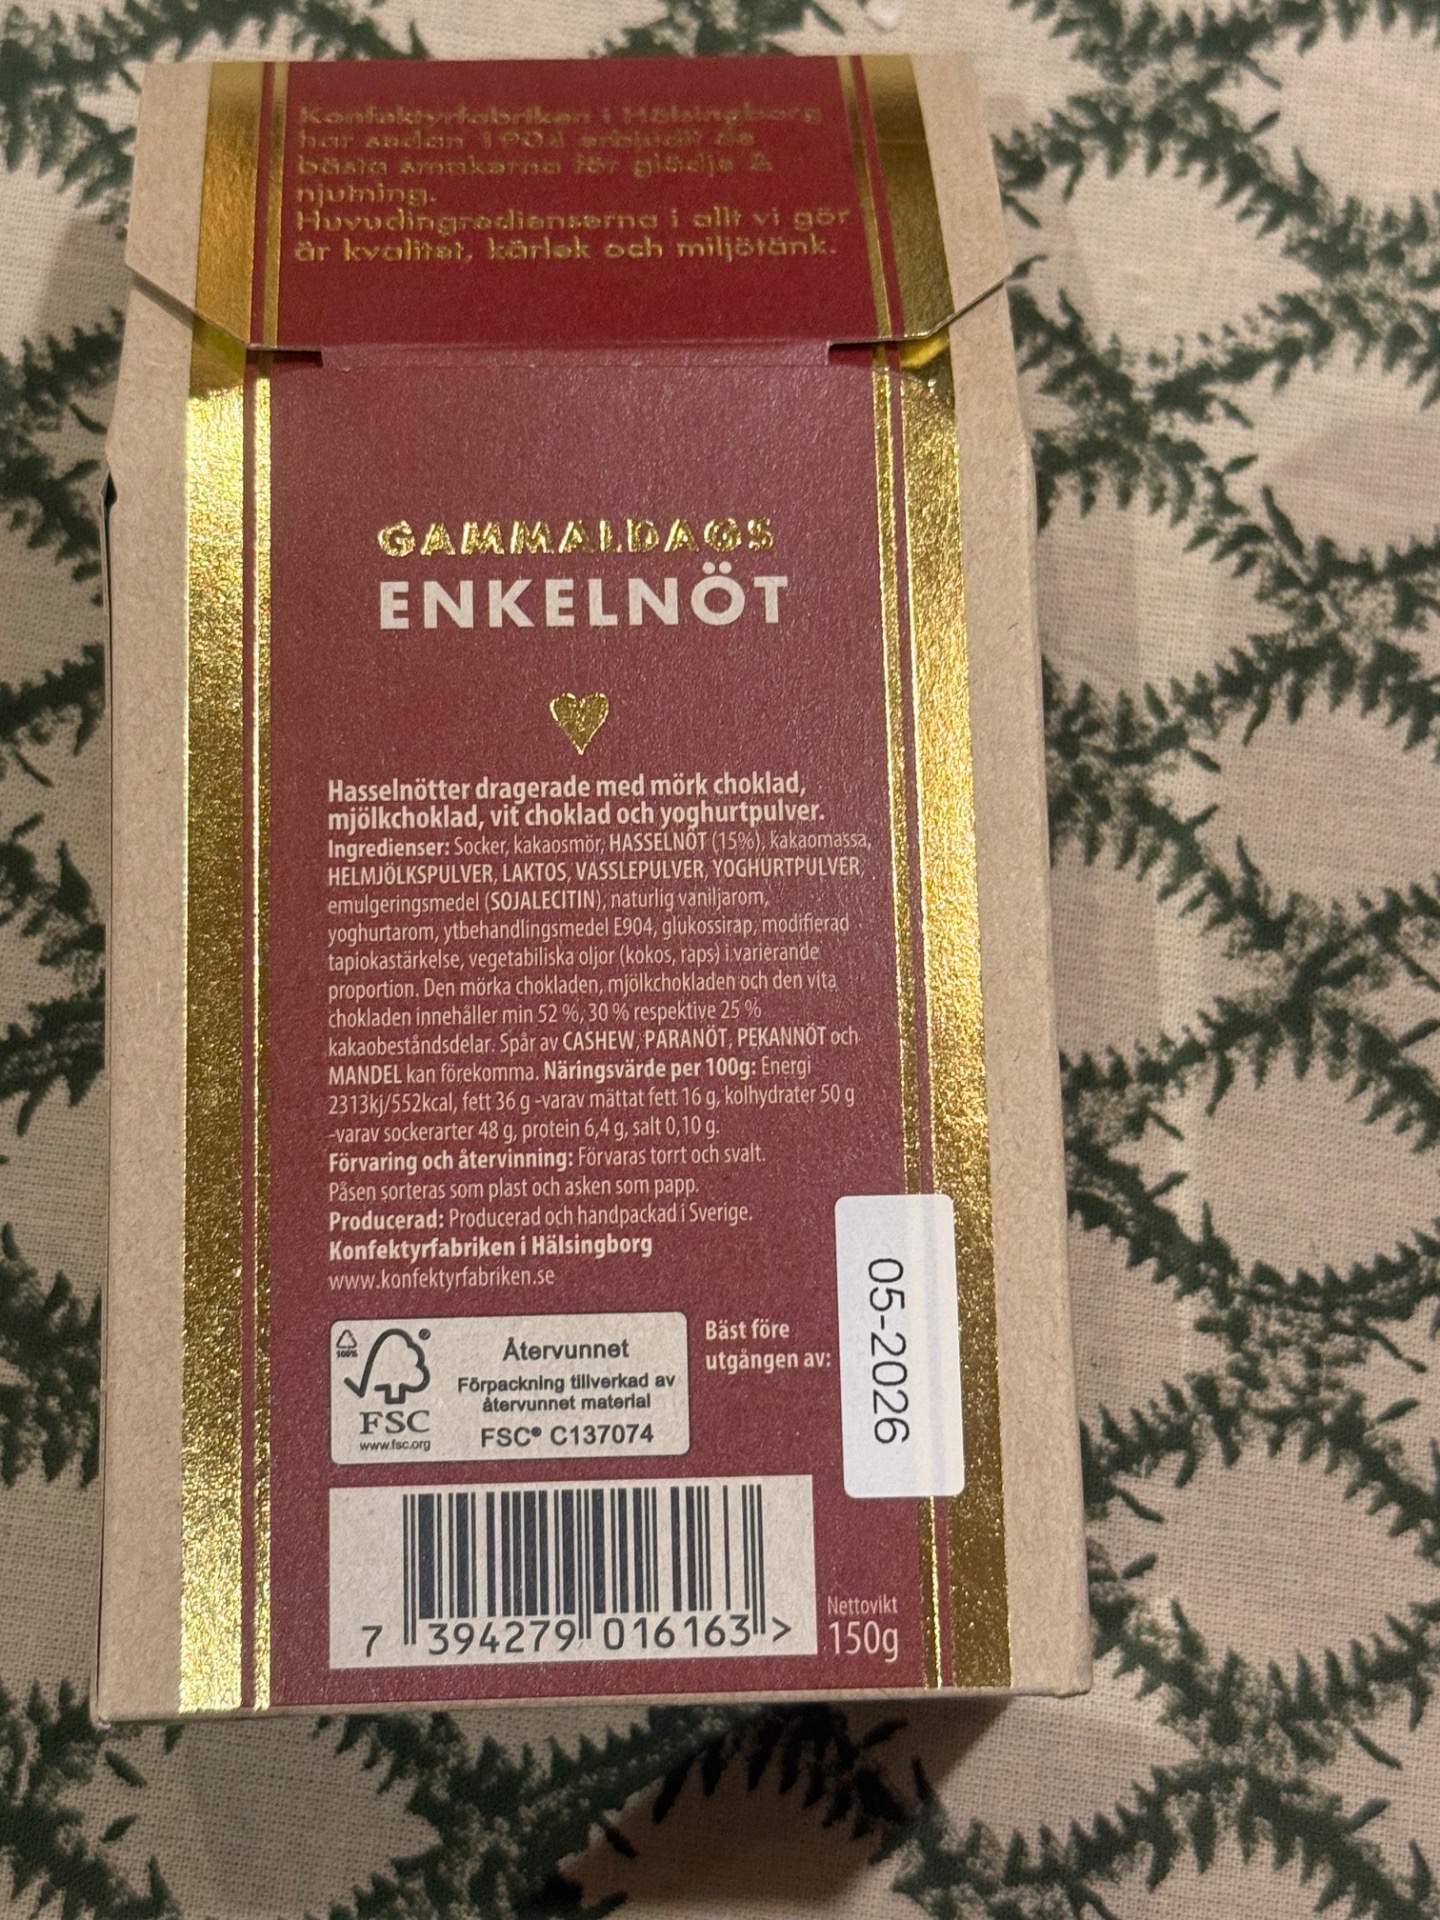 Konfektyrfabriken i Hälsingborg
har sedan 1904 erbjudit de
bästa smakerna för glädje &
njutning.
Huvudingredienserna i allt vi gör
är kvalitet, kärlek och miljötänk.
GAMMALDAGS
ENKELNÖT
Hasselnötter dragerade med mörk choklad,
mjölkchoklad, vit choklad och yoghurtpulver.
Ingredienser: Socker, kakaosmör, HASSELNÖT (15%), kakaomassa,
HELMJÖLKSPULVER, LAKTOS, VASSLEPULVER, YOGHURTPULVER,
emulgeringsmedel (SOJALECITIN), naturlig vaniljarom,
yoghurtarom, ytbehandlingsmedel E904, glukossirap, modifierad
tapiokastärkelse, vegetabiliska oljor (kokos, raps) i varierande
proportion. Den mörka chokladen, mjölkchokladen och den vita
chokladen innehåller min 52 %, 30 % respektive 25 %
kakaobeståndsdelar. Spår av CASHEW, PARANÖT, PEKANNÖT och
MANDEL kan förekomma. Näringsvärde per 100g: Energi
2313kj/552kcal, fett 36 g -varav mättat fett 16 g, kolhydrater 50 g
-varav sockerarter 48 g, protein 6,4 g, salt 0,10 g.
Förvaring och återvinning: Förvaras torrt och svalt.
Påsen sorteras som plast och asken som papp.
Producerad: Producerad och handpackad i Sverige.
Konfektyrfabriken i Hälsingborg
www.konfektyrfabriken.se
100%
FSC
www.fsc.org
Återvunnet
Förpackning tillverkad av
återvunnet material
FSC® C137074
Bäst före
utgången av:
05-2026
7 394279 016163 >
Nettovikt
150g